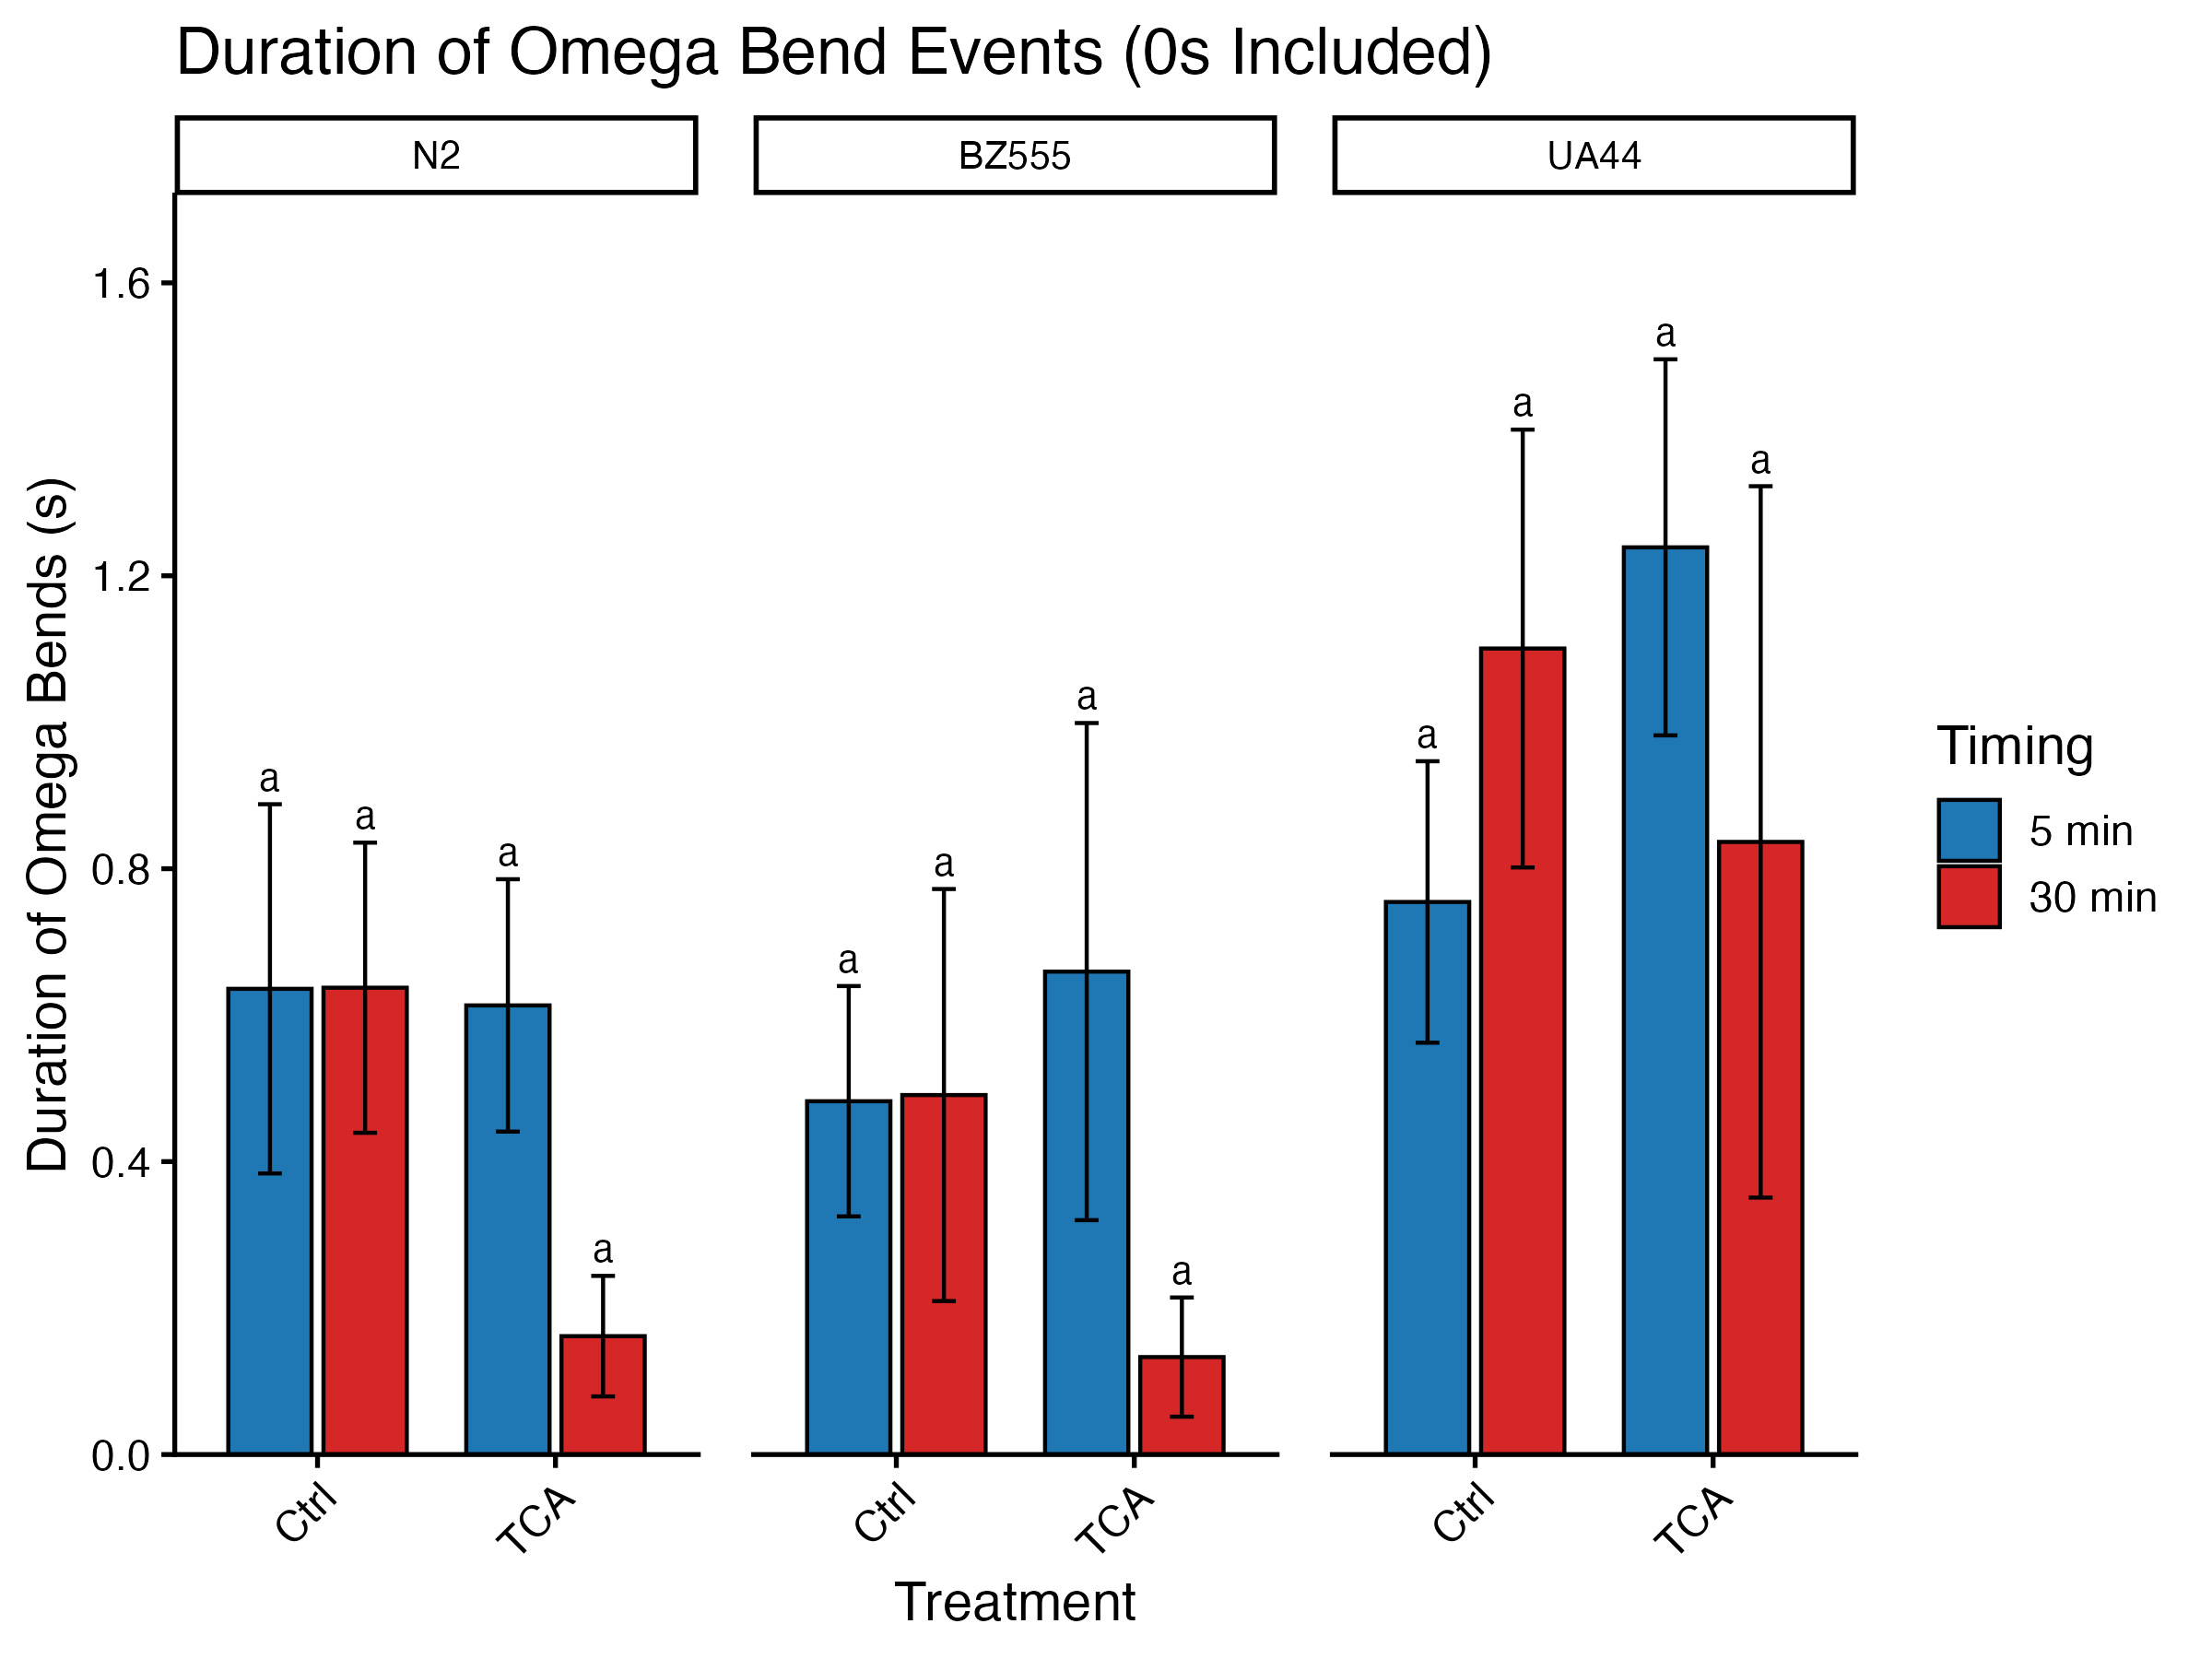 Duration of Omega Bend Events (0s Included)
N2
BZ555
UA44
Duration of Omega Bends (s)
1.6
1.2
0.8
0.4
0.0
a
a
a
a
a
a
a
a
a
a
a
a
Ctrl
TCA
Ctrl
TCA
Ctrl
TCA
Treatment
Timing
5 min
30 min